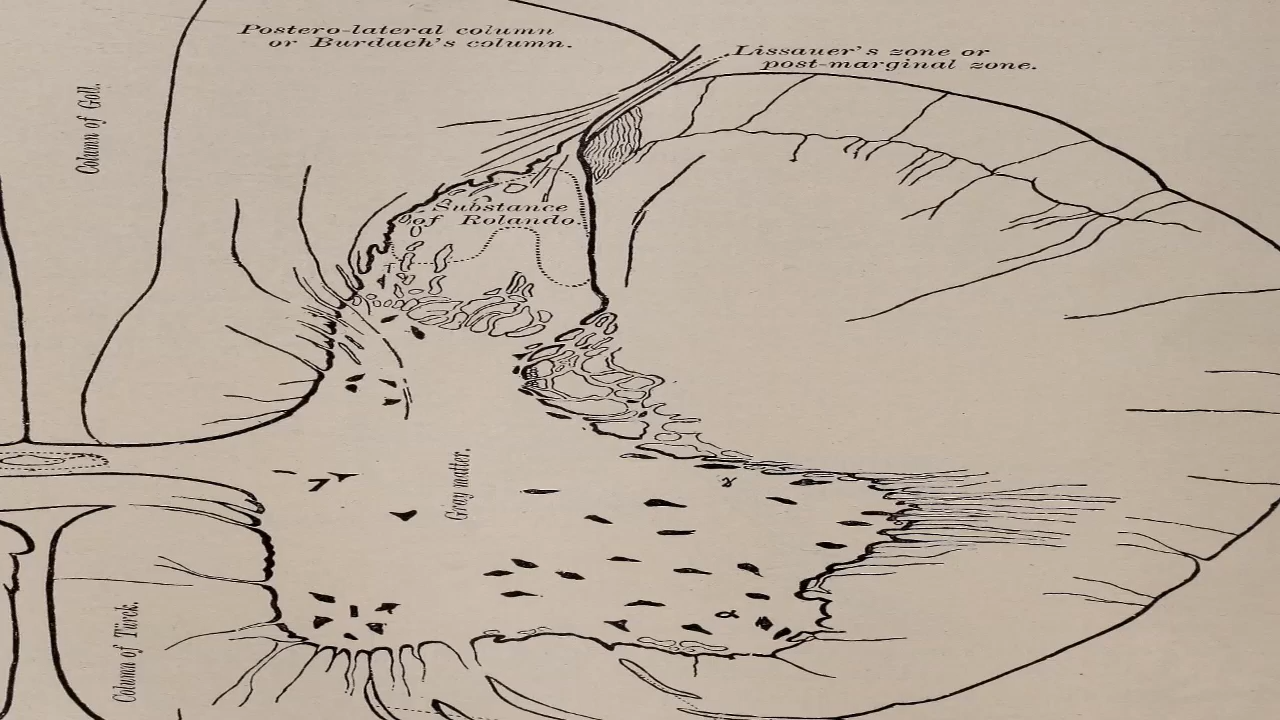 Postero-lateral column
or Burdach's column.
Lissauer's zone or
post-marginal zone.
Column of Goll.
Substance
of Rolando.
Gray matter.
γ
α
Column of Türck.